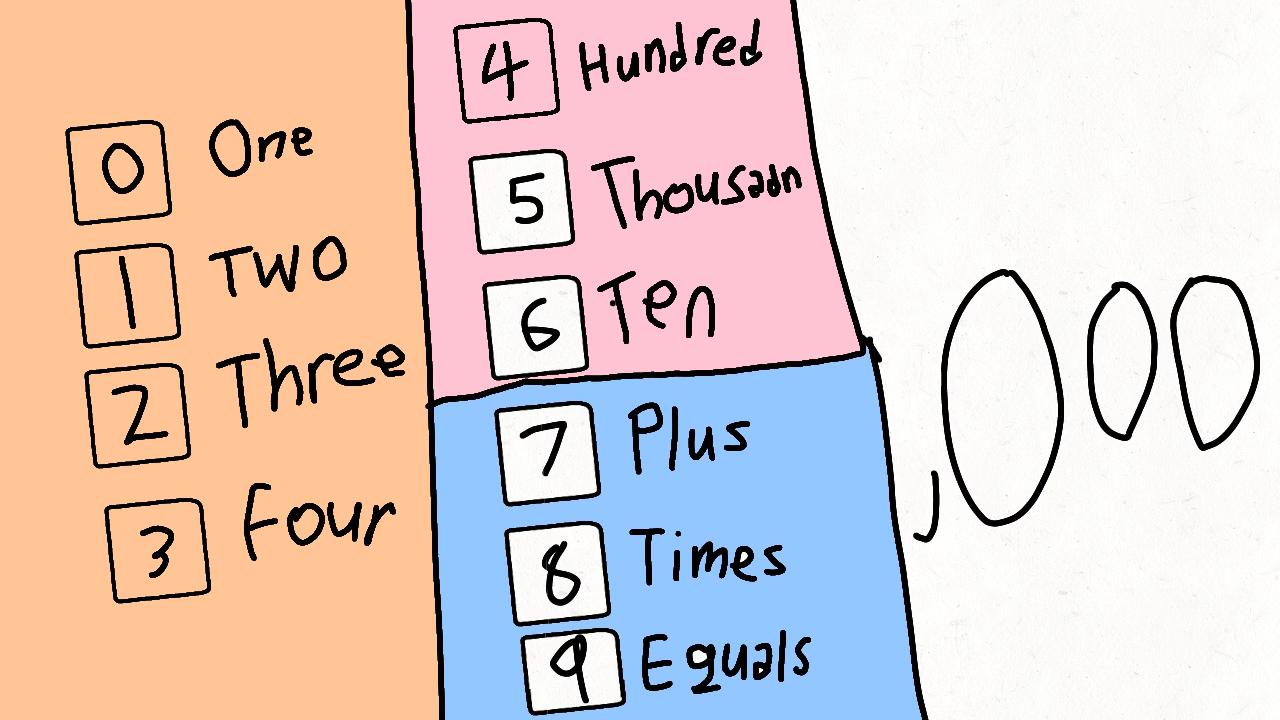 0 One
1 TWO
2 Three
3 Four
4 Hundred
5 Thousadn
6 Ten
7 Plus
8 Times
9 Equals
,000